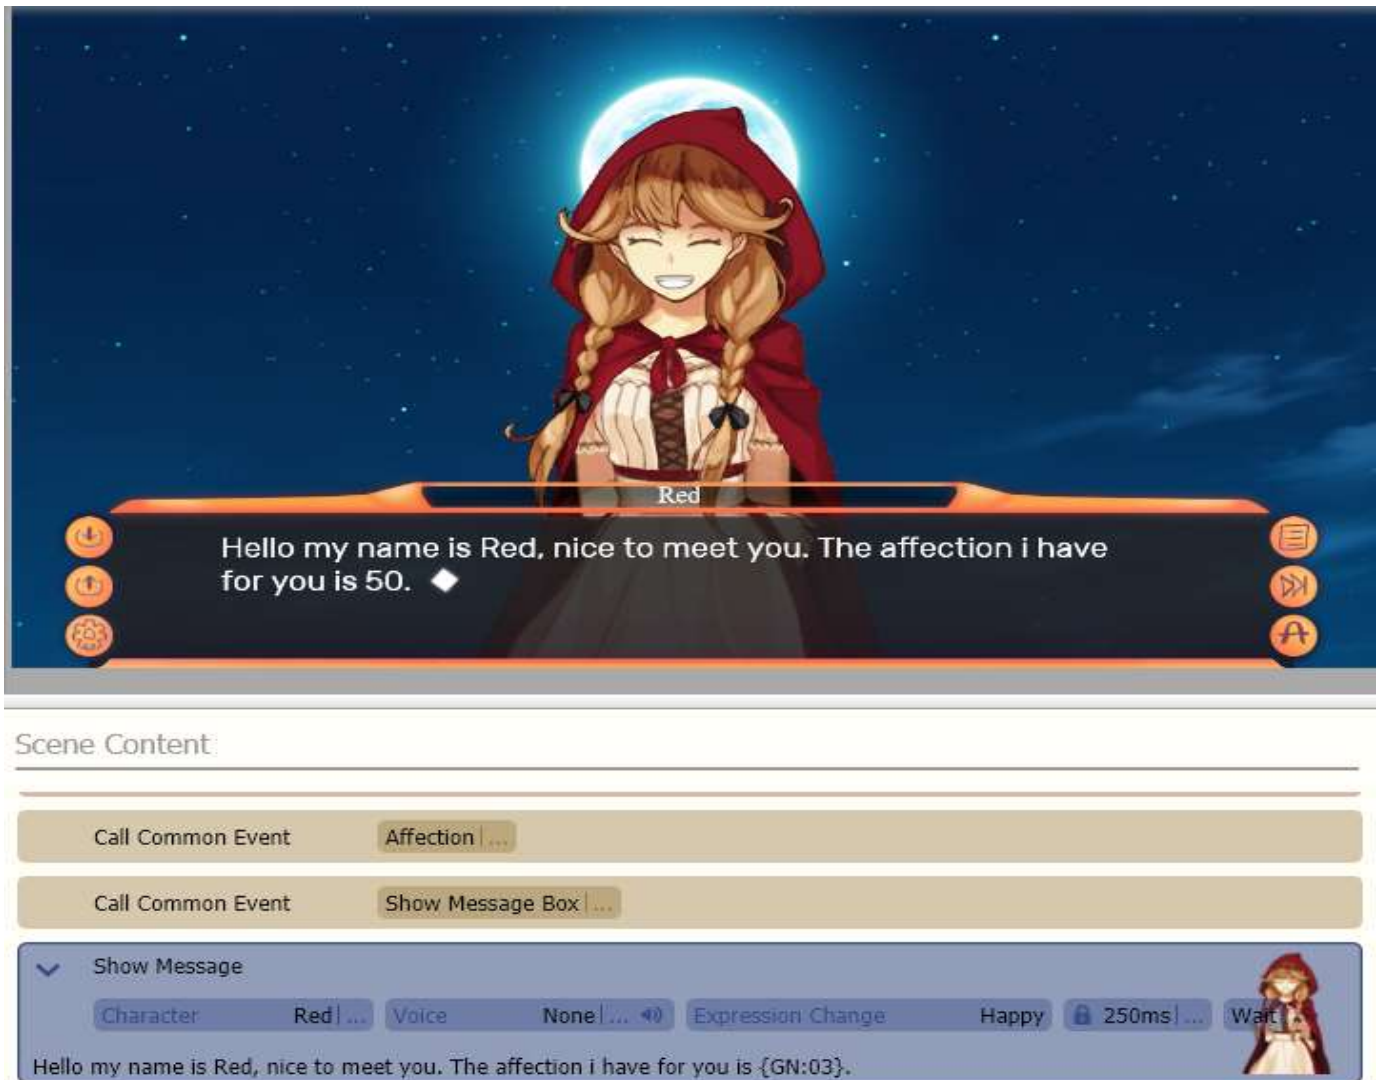 Red
Hello my name is Red, nice to meet you. The affection i have
for you is 50.
Scene Content
Call Common Event Affection | ...
Call Common Event Show Message Box | ...
Show Message
Character Red | ... Voice None | ... Expression Change Happy 250ms | ... Wait
Hello my name is Red, nice to meet you. The affection i have for you is {GN:03}.